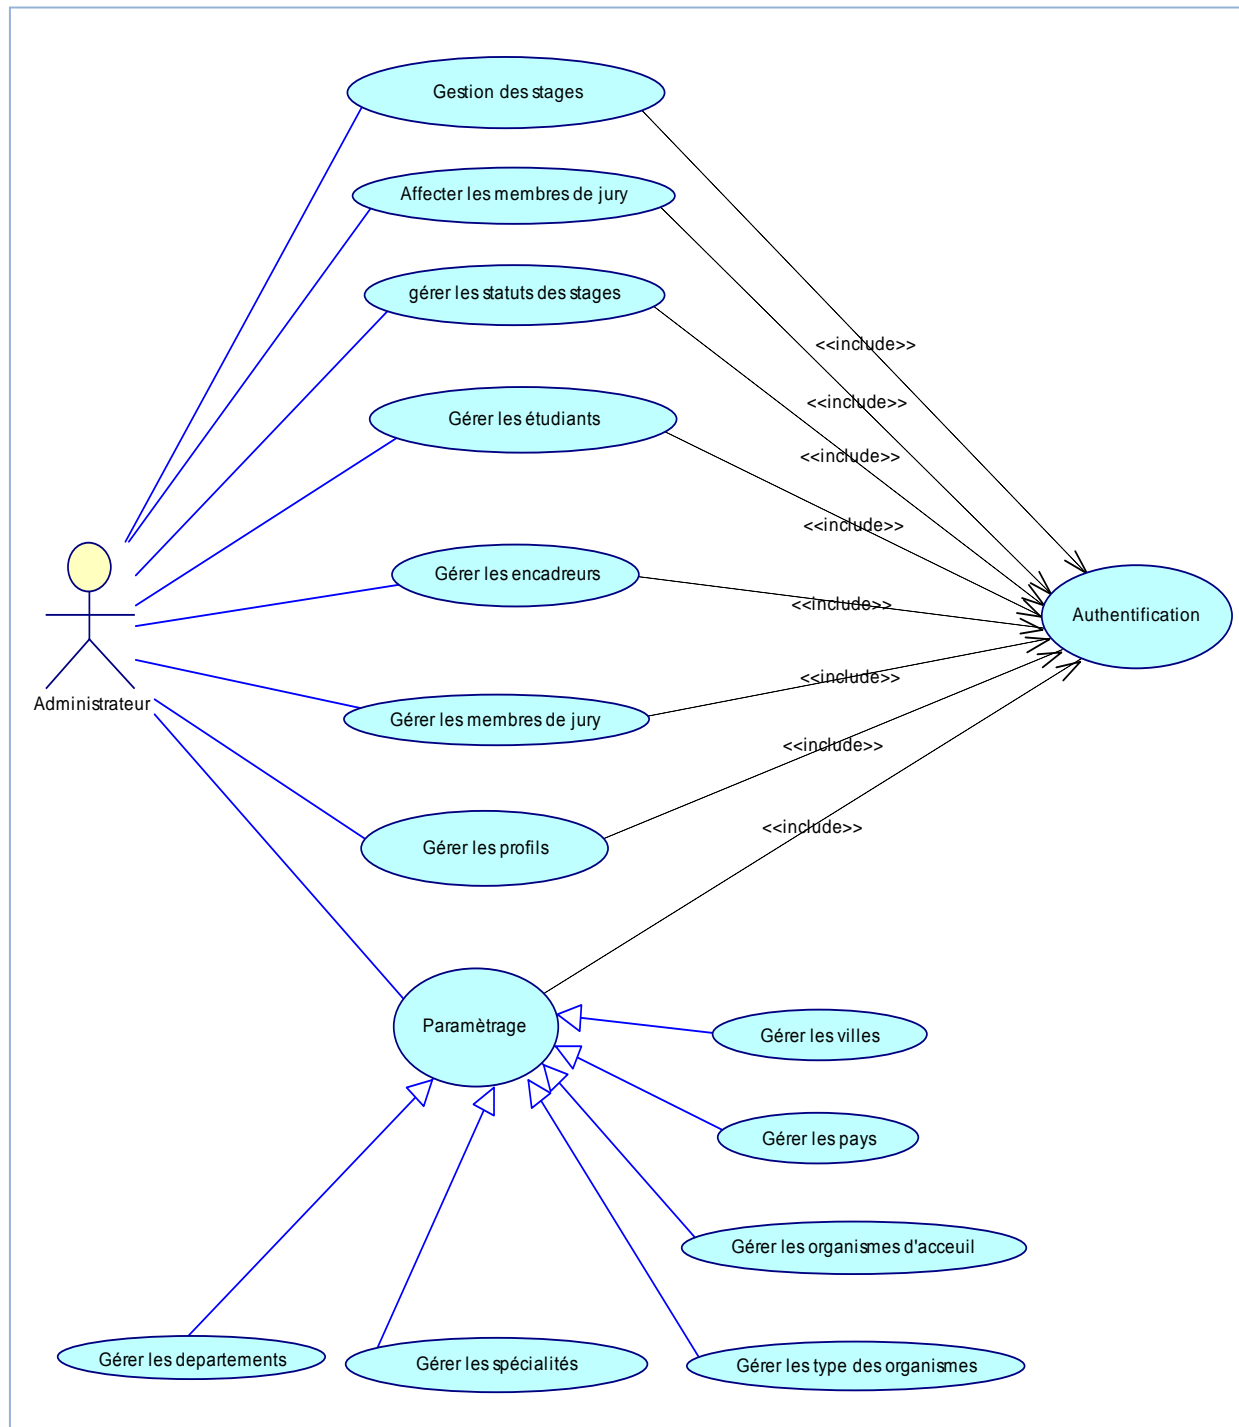 Gestion des stages
Affecter les membres de jury
gérer les statuts des stages
<<include>>
<<include>>
Gérer les étudiants
<<include>>
<<include>>
Gérer les encadreurs
<<include>>
Authentification
<<include>>
Administrateur
Gérer les membres de jury
<<include>>
Gérer les profils
<<include>>
Paramètrage
Gérer les villes
Gérer les pays
Gérer les organismes d'acceuil
Gérer les departements
Gérer les spécialités
Gérer les type des organismes